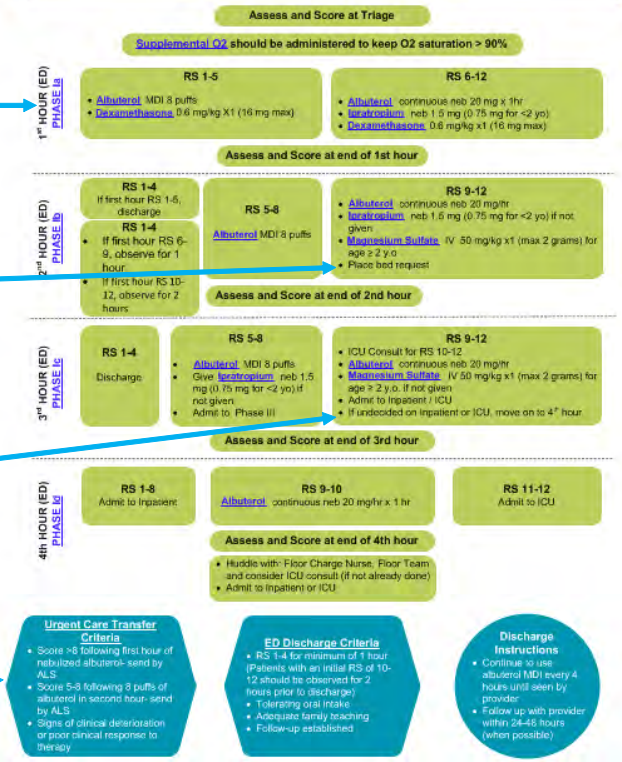 Assess and Score at Triage
Supplemental O2 should be administered to keep O2 saturation > 90%
1st HOUR (ED)
PHASE Ia
RS 1-5
• Albuterol MDI 8 puffs
• Dexamethasone 0.6 mg/kg X1 (16 mg max)
RS 6-12
• Albuterol continuous neb 20 mg x 1hr
• Ipratropium neb 1.5 mg (0.75 mg for <2 yo)
• Dexamethasone 0.6 mg/kg x1 (16 mg max)
Assess and Score at end of 1st hour
2nd HOUR (ED)
PHASE Ib
RS 1-4
If first hour RS 1-5,
discharge
RS 1-4
• If first hour RS 6-
9, observe for 1
hour
• If first hour RS 10-
12, observe for 2
hours
RS 5-8
Albuterol MDI 8 puffs
RS 9-12
• Albuterol continuous neb 20 mg/hr
• Ipratropium neb 1.5 mg (0.75 mg for <2 yo) if not
given
• Magnesium Sulfate IV 50 mg/kg x1 (max 2 grams) for
age ≥ 2 y.o
• Place bed request
Assess and Score at end of 2nd hour
3rd HOUR (ED)
PHASE Ic
RS 1-4
Discharge
RS 5-8
• Albuterol MDI 8 puffs
• Give Ipratropium neb 1.5
mg (0.75 mg for <2 yo) if
not given
• Admit to Phase III
RS 9-12
• ICU Consult for RS 10-12
• Albuterol continuous neb 20 mg/hr
• Magnesium Sulfate IV 50 mg/kg x1 (max 2 grams) for
age ≥ 2 y.o. if not given
• Admit to Inpatient / ICU
• If undecided on Inpatient or ICU, move on to 4th hour
Assess and Score at end of 3rd hour
4th HOUR (ED)
PHASE Id
RS 1-8
Admit to Inpatient
RS 9-10
Albuterol continuous neb 20 mg/hr x 1 hr
RS 11-12
Admit to ICU
Assess and Score at end of 4th hour
• Huddle with: Floor Charge Nurse, Floor Team
and consider ICU consult (if not already done)
• Admit to Inpatient or ICU
Urgent Care Transfer
Criteria
• Score >8 following first hour of
nebulized albuterol- send by
ALS
• Score 5-8 following 8 puffs of
albuterol in second hour- send
by ALS
• Signs of clinical deterioration
or poor clinical response to
therapy
ED Discharge Criteria
• RS 1-4 for minimum of 1 hour
(Patients with an initial RS of 10-
12 should be observed for 2
hours prior to discharge)
• Tolerating oral intake
• Adequate family teaching
• Follow-up established
Discharge
Instructions
• Continue to use
albuterol MDI every 4
hours until seen by
provider
• Follow up with provider
within 24-48 hours
(when possible)